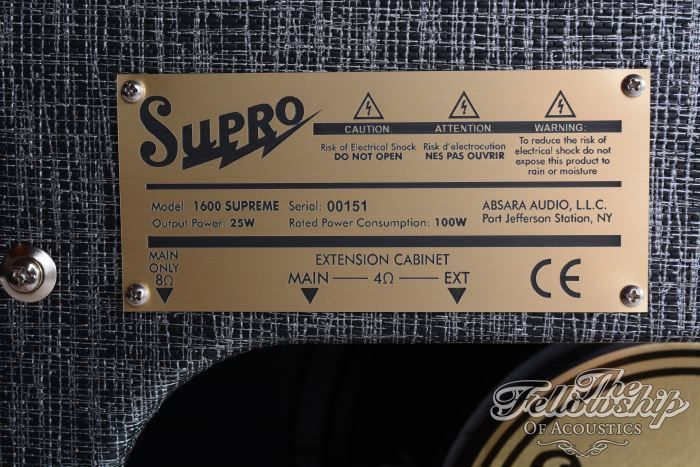 SUPRO
CAUTION
Risk of Electrical Shock
DO NOT OPEN
ATTENTION:
Risk d'electrocution
NES PAS OUVRIR
WARNING:
To reduce the risk of
electrical shock do not
expose this product to
rain or moisture
Model: 1600 SUPREME Serial: 00151
Output Power: 25W Rated Power Consumption: 100W
ABSARA AUDIO, L.L.C.
Port Jefferson Station, NY
MAIN
ONLY
8Ω
EXTENSION CABINET
MAIN — 4Ω — EXT
CE
The
Fellowship
OF ACOUSTICS